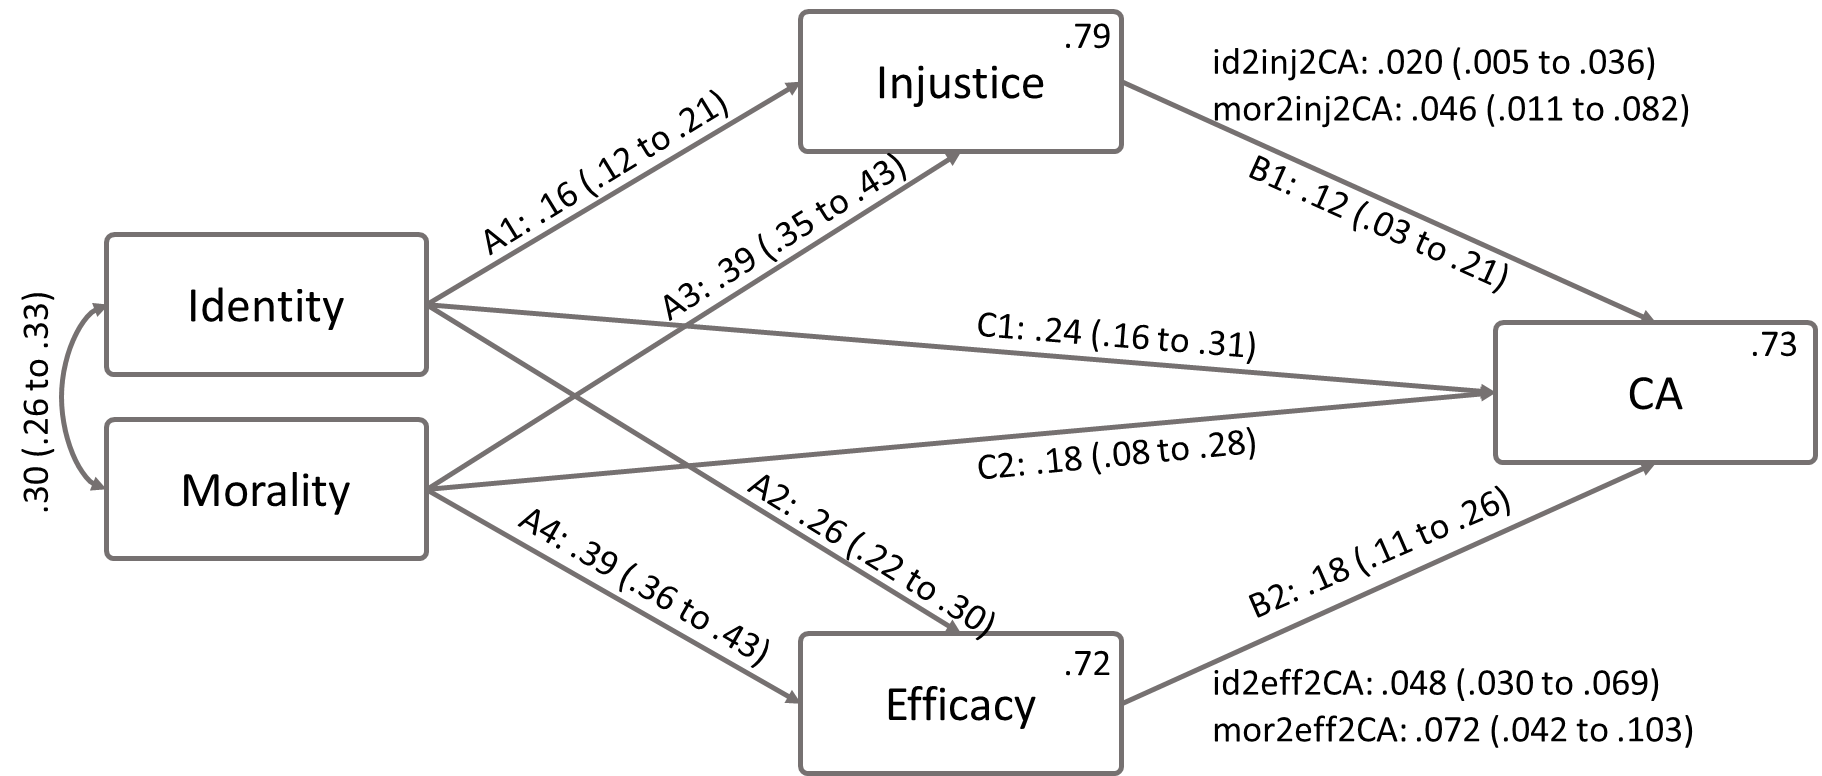 .79
Injustice
id2inj2CA: .020 (.005 to .036)
mor2inj2CA: .046 (.011 to .082)
A1: .16 (.12 to .21)
B1: .12 (.03 to .21)
A3: .39 (.35 to .43)
Identity
.30 (.26 to .33)
C1: .24 (.16 to .31)
.73
CA
Morality
C2: .18 (.08 to .28)
A2: .26 (.22 to .30)
A4: .39 (.36 to .43)
B2: .18 (.11 to .26)
.72
Efficacy
id2eff2CA: .048 (.030 to .069)
mor2eff2CA: .072 (.042 to .103)